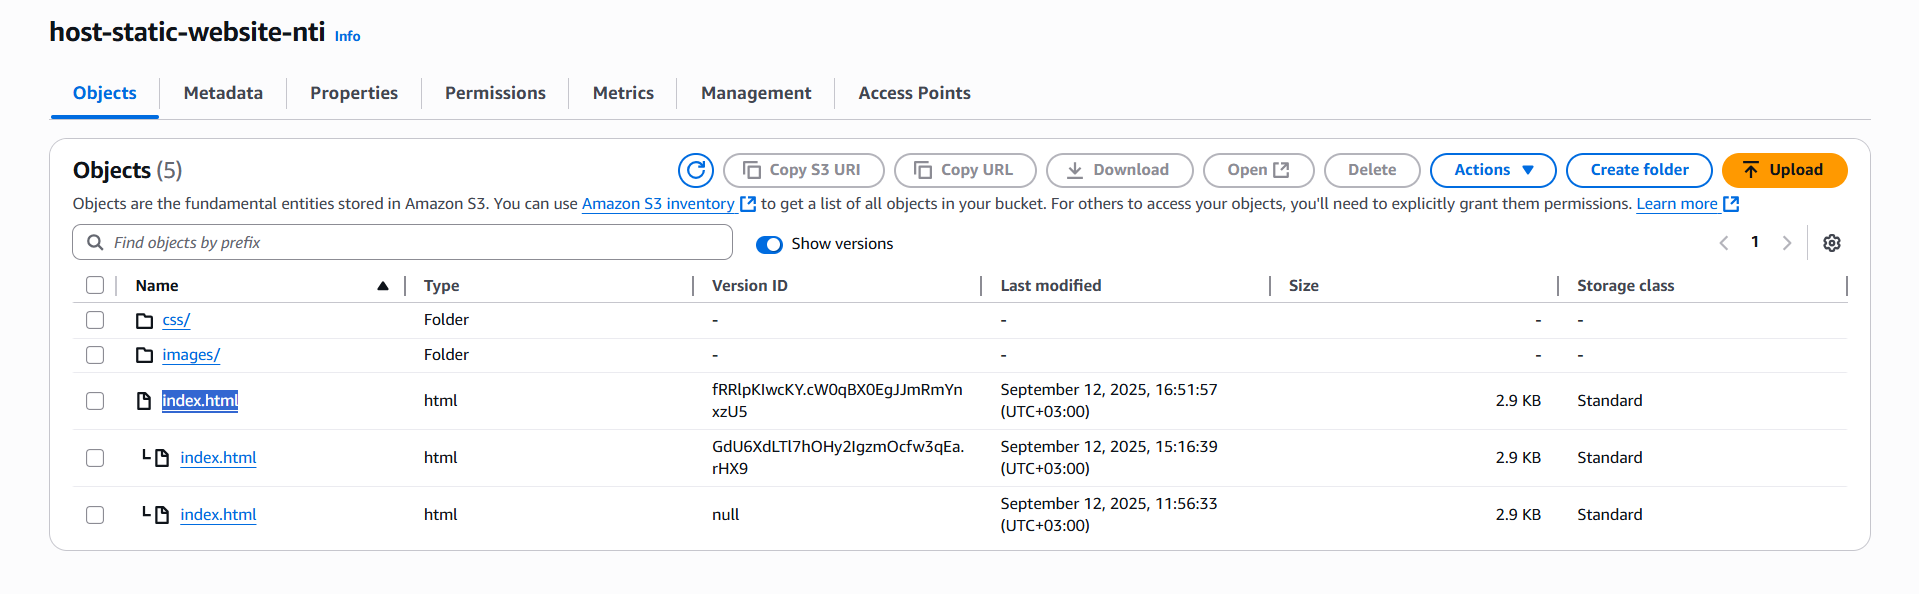 host-static-website-nti Info
Objects Metadata Properties Permissions Metrics Management Access Points
Objects (5) Copy S3 URI Copy URL Download Open Delete Actions Create folder Upload
Objects are the fundamental entities stored in Amazon S3. You can use Amazon S3 inventory to get a list of all objects in your bucket. For others to access your objects, you'll need to explicitly grant them permissions. Learn more
Find objects by prefix Show versions 1
Name Type Version ID Last modified Size Storage class
css/ Folder - - - -
images/ Folder - - - -
index.html html fRRlpKIwcKY.cW0qBX0EgJJmRmYn September 12, 2025, 16:51:57 2.9 KB Standard
xzU5 (UTC+03:00)
index.html html GdU6XdLTl7hOHy2IgzmOcfw3qEa. September 12, 2025, 15:16:39 2.9 KB Standard
rHX9 (UTC+03:00)
index.html html null September 12, 2025, 11:56:33 2.9 KB Standard
(UTC+03:00)